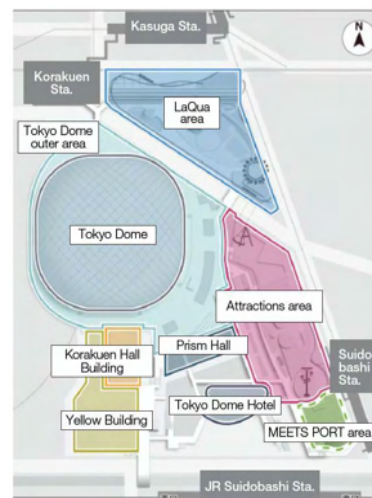 Kasuga Sta.
N
Korakuen
Sta.
LaQua
area
Tokyo Dome
outer area
Tokyo Dome
Attractions area
Prism Hall
Korakuen Hall
Building
Suido
bashi
Sta.
Tokyo Dome Hotel
Yellow Building
MEETS PORT area
JR Suidobashi Sta.